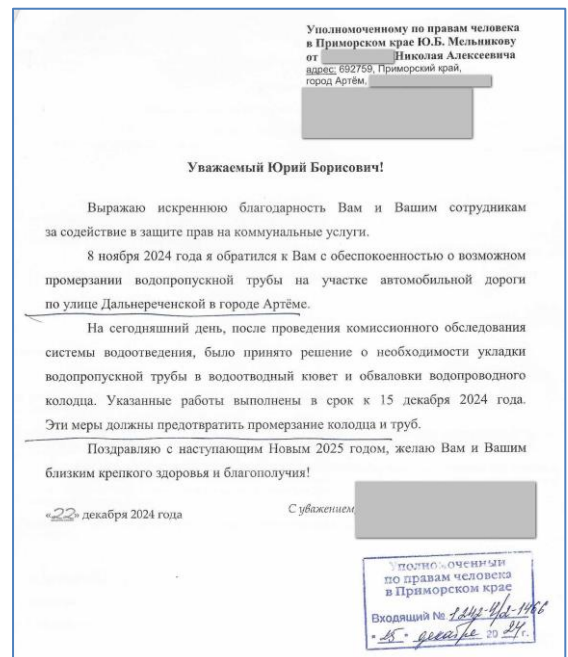 Уполномоченному по правам человека
в Приморском крае Ю.Б. Мельникову
от Николая Алексеевича
адрес: 692759, Приморский край,
город Артём,
Уважаемый Юрий Борисович!
Выражаю искреннюю благодарность Вам и Вашим сотрудникам
за содействие в защите прав на коммунальные услуги.
8 ноября 2024 года я обратился к Вам с обеспокоенностью о возможном
промерзании водопропускной трубы на участке автомобильной дороги
по улице Дальнереченской в городе Артёме.
На сегодняшний день, после проведения комиссионного обследования
системы водоотведения, было принято решение о необходимости укладки
водопропускной трубы в водоотводный кювет и обваловки водопроводного
колодца. Указанные работы выполнены в срок к 15 декабря 2024 года.
Эти меры должны предотвратить промерзание колодца и труб.
Поздравляю с наступающим Новым 2025 годом, желаю Вам и Вашим
близким крепкого здоровья и благополучия!
«22» декабря 2024 года
С уважением,
Уполномоченный
по правам человека
в Приморском крае
Входящий №
"25" декабря 2024 г.